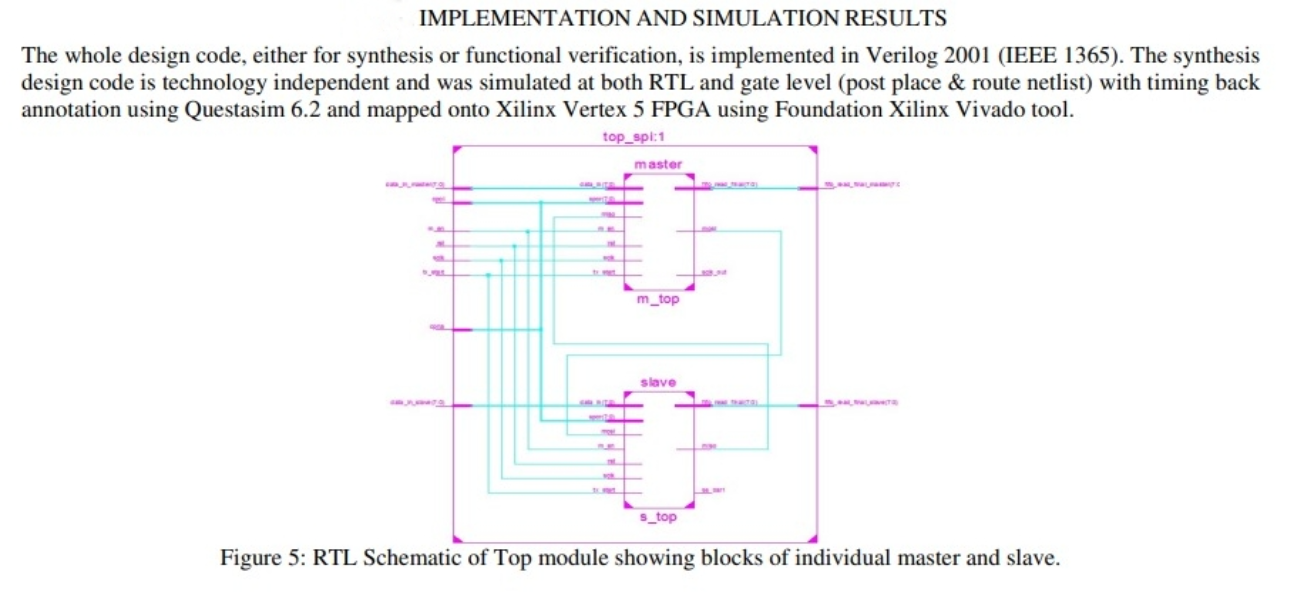 IMPLEMENTATION AND SIMULATION RESULTS
The whole design code, either for synthesis or functional verification, is implemented in Verilog 2001 (IEEE 1365). The synthesis
design code is technology independent and was simulated at both RTL and gate level (post place & route netlist) with timing back
annotation using Questasim 6.2 and mapped onto Xilinx Vertex 5 FPGA using Foundation Xilinx Vivado tool.
top_spi:1
master
m_top
slave
s_top
Figure 5: RTL Schematic of Top module showing blocks of individual master and slave.